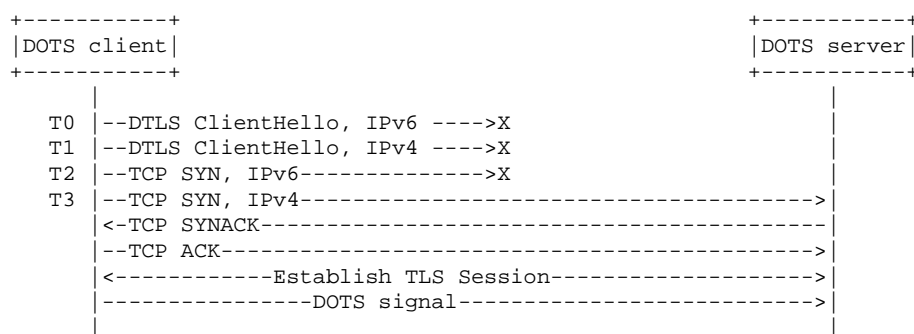 +-----------+                                     +-----------+
|DOTS client|                                     |DOTS server|
+-----------+                                     +-----------+
      |                                                 |
   T0 |--DTLS ClientHello, IPv6 ---->X                  |
   T1 |--DTLS ClientHello, IPv4 ---->X                  |
   T2 |--TCP SYN, IPv6-------------->X                  |
   T3 |--TCP SYN, IPv4--------------------------------->|
      |<-TCP SYNACK-------------------------------------|
      |--TCP ACK--------------------------------------->|
      |<------------Establish TLS Session-------------->|
      |----------------DOTS signal--------------------->|
      |                                                 |